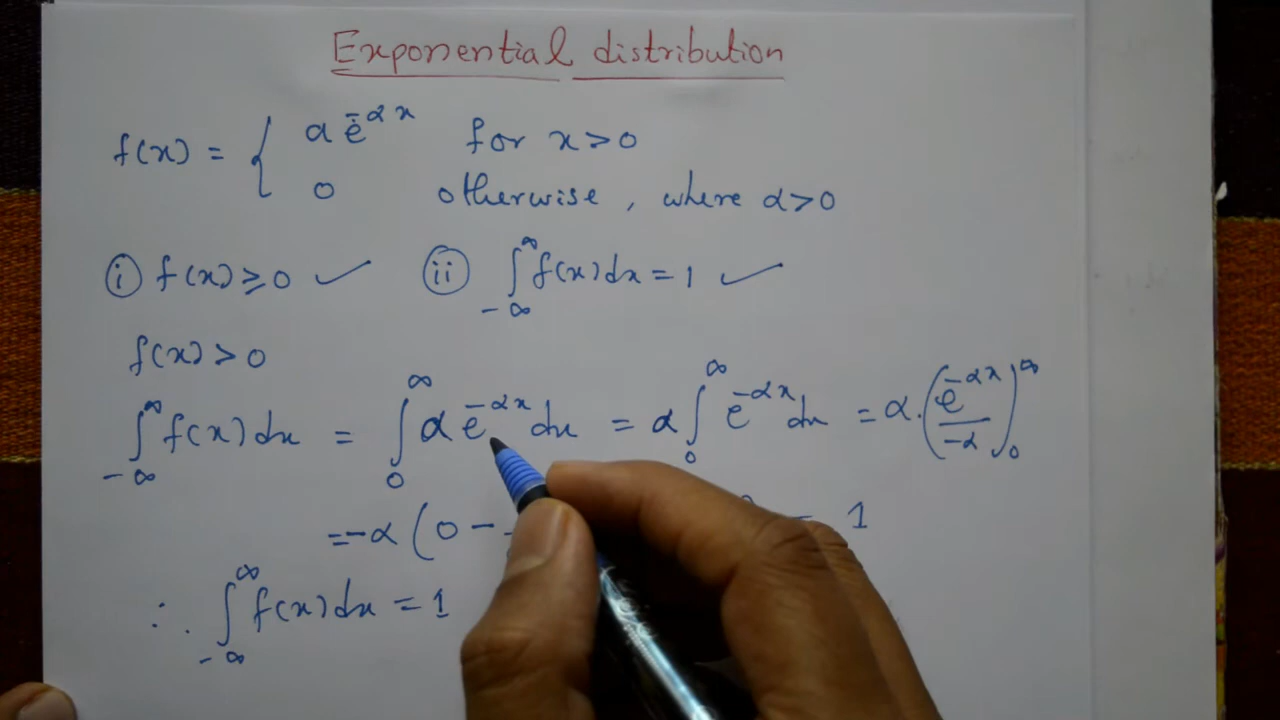 Exponential distribution
f(x) = { α e^{-αx} for x > 0
0 otherwise, where α > 0
(i) f(x) ≥ 0 ✓ (ii) ∫_{-∞}^{∞} f(x) dx = 1 ✓
f(x) > 0
∫_{-∞}^{∞} f(x) dx = ∫_{0}^{∞} α e^{-αx} dx = α ∫_{0}^{∞} e^{-αx} dx = α · (e^{-αx}/-α)_{0}^{∞}
= -α (0 - = 1
∴ ∫_{-∞}^{∞} f(x) dx = 1